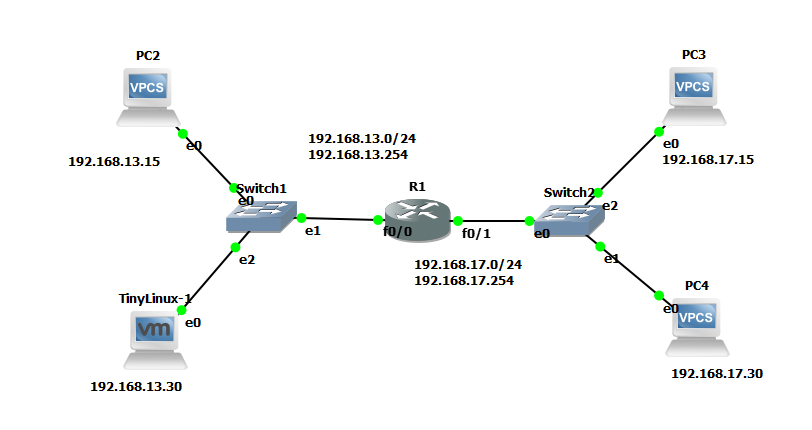 PC2
VPCS
e0
192.168.13.15
192.168.13.0/24
192.168.13.254
Switch1
e0
e1
e2
TinyLinux-1
vm
e0
192.168.13.30
R1
f0/0
f0/1
192.168.17.0/24
192.168.17.254
PC3
VPCS
e0
192.168.17.15
Switch2
e2
e0
e1
PC4
e0
VPCS
192.168.17.30